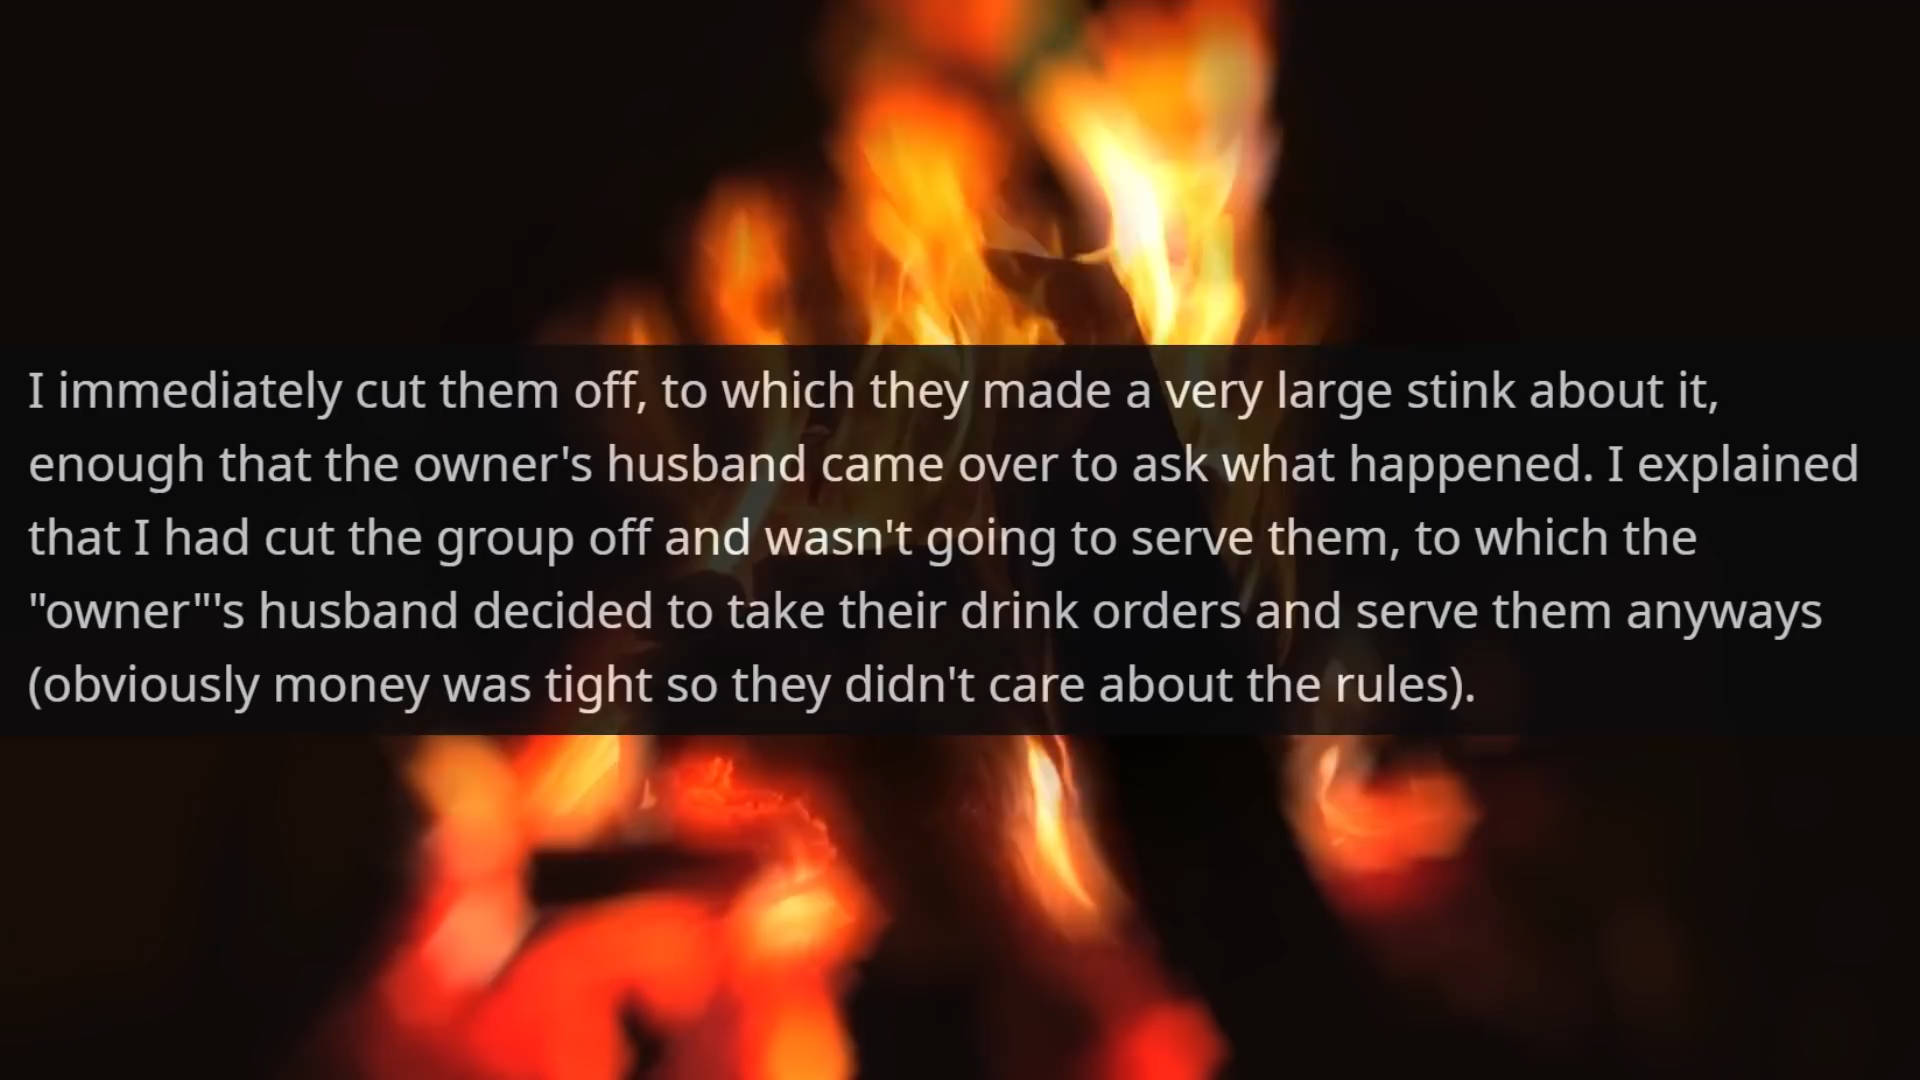 I immediately cut them off, to which they made a very large stink about it,
enough that the owner's husband came over to ask what happened. I explained
that I had cut the group off and wasn't going to serve them, to which the
"owner"'s husband decided to take their drink orders and serve them anyways
(obviously money was tight so they didn't care about the rules).